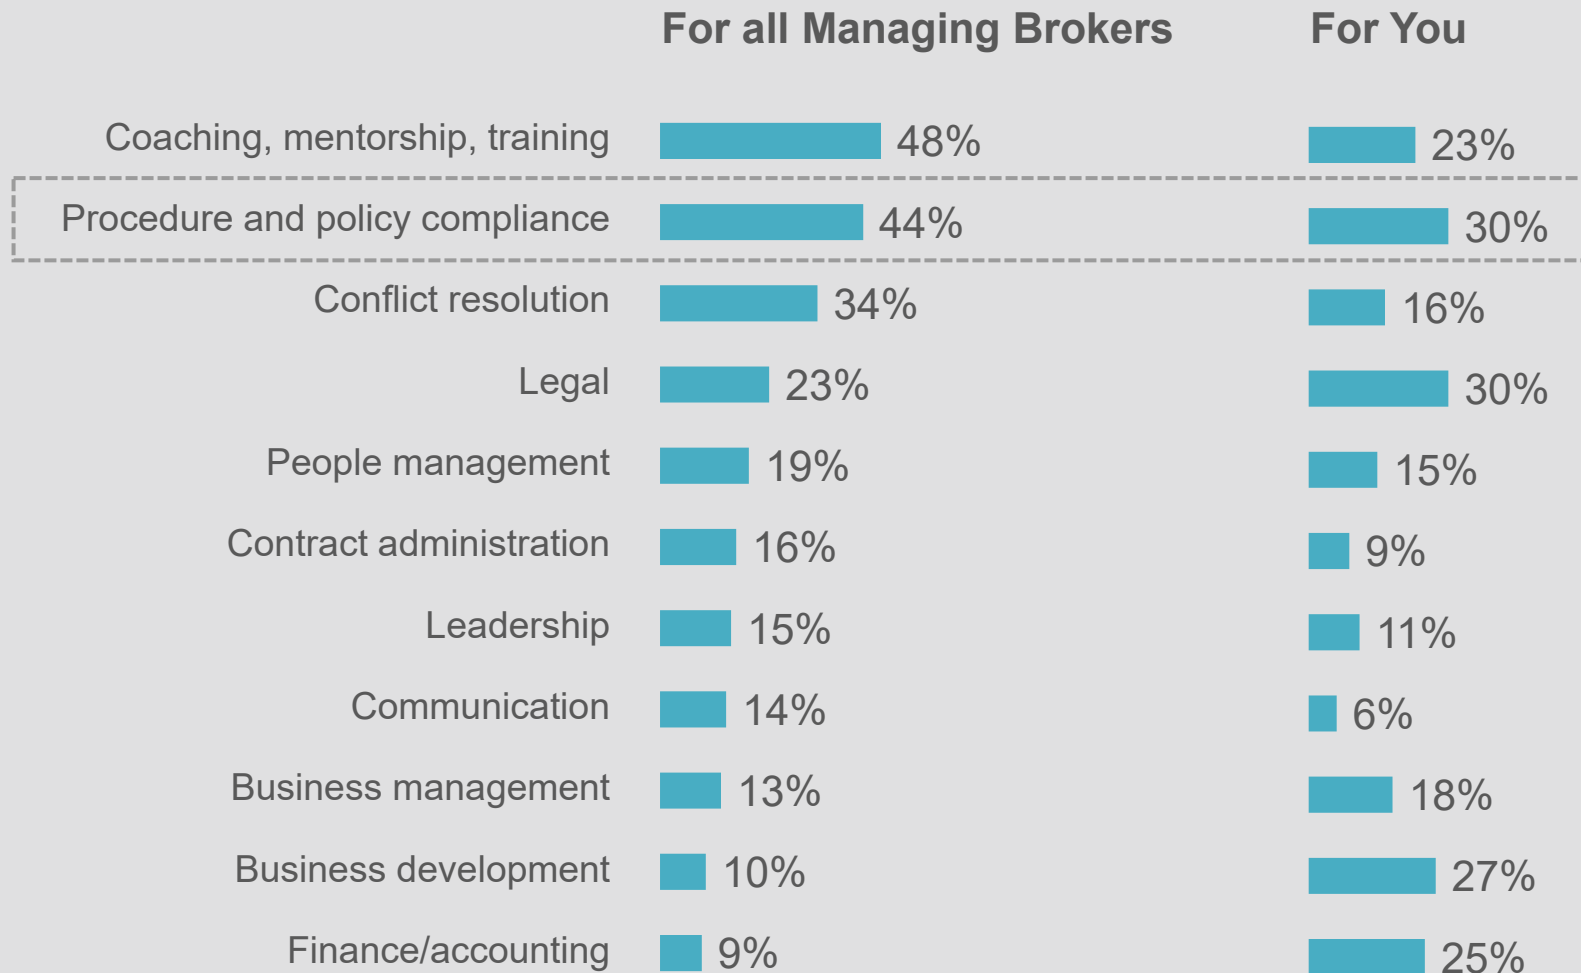 For all Managing Brokers For You
Coaching, mentorship, training 48% 23%
Procedure and policy compliance 44% 30%
Conflict resolution 34% 16%
Legal 23% 30%
People management 19% 15%
Contract administration 16% 9%
Leadership 15% 11%
Communication 14% 6%
Business management 13% 18%
Business development 10% 27%
Finance/accounting 9% 25%